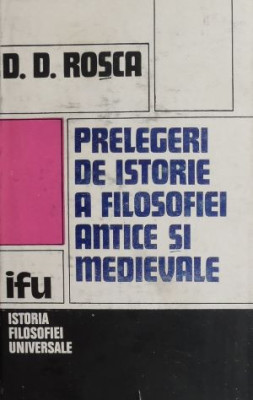 D. D. ROSCA
PRELEGERI
DE ISTORIE
A FILOSOFIEI
ANTICE SI
MEDIEVALE
ifu
ISTORIA
FILOSOFIEI
UNIVERSALE